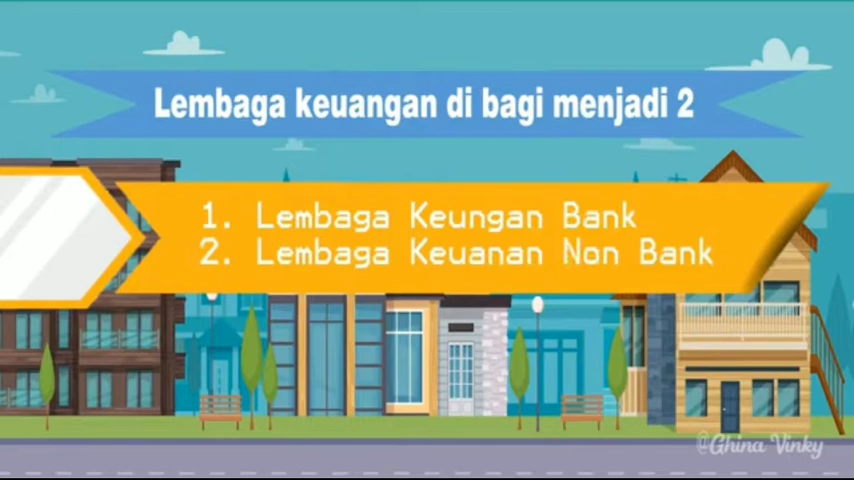 Lembaga keuangan di bagi menjadi 2
1. Lembaga Keungan Bank
2. Lembaga Keuanan Non Bank
@Ghina Vinky